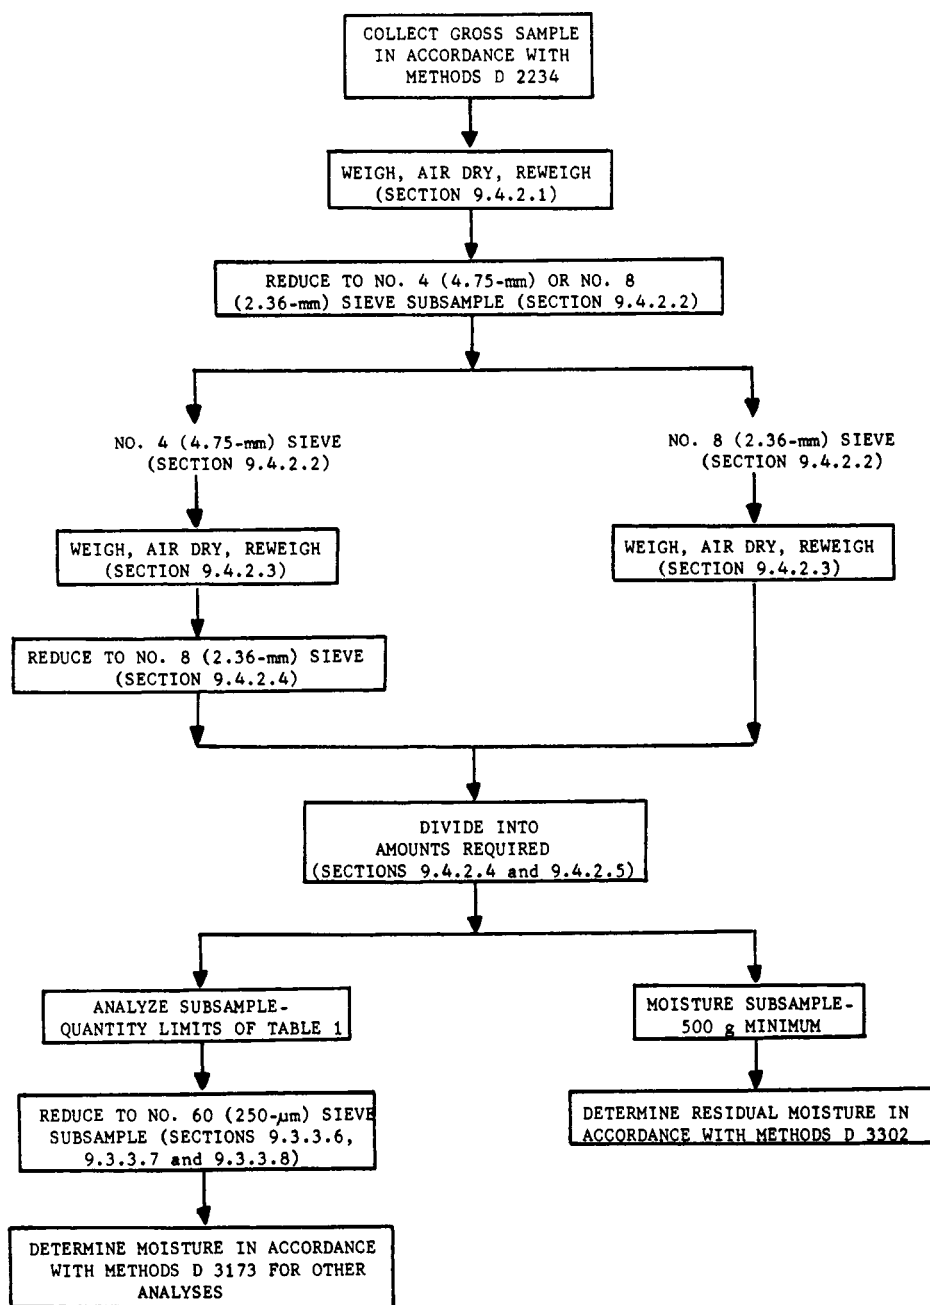 COLLECT GROSS SAMPLE
IN ACCORDANCE WITH
METHODS D 2234
WEIGH, AIR DRY, REWEIGH
(SECTION 9.4.2.1)
REDUCE TO NO. 4 (4.75-mm) OR NO. 8
(2.36-mm) SIEVE SUBSAMPLE (SECTION 9.4.2.2)
NO. 4 (4.75-mm) SIEVE
(SECTION 9.4.2.2)
NO. 8 (2.36-mm) SIEVE
(SECTION 9.4.2.2)
WEIGH, AIR DRY, REWEIGH
(SECTION 9.4.2.3)
WEIGH, AIR DRY, REWEIGH
(SECTION 9.4.2.3)
REDUCE TO NO. 8 (2.36-mm) SIEVE
(SECTION 9.4.2.4)
DIVIDE INTO
AMOUNTS REQUIRED
(SECTIONS 9.4.2.4 and 9.4.2.5)
ANALYZE SUBSAMPLE-
QUANTITY LIMITS OF TABLE 1
MOISTURE SUBSAMPLE-
500 g MINIMUM
REDUCE TO NO. 60 (250-μm) SIEVE
SUBSAMPLE (SECTIONS 9.3.3.6,
9.3.3.7 and 9.3.3.8)
DETERMINE RESIDUAL MOISTURE IN
ACCORDANCE WITH METHODS D 3302
DETERMINE MOISTURE IN ACCORDANCE
WITH METHODS D 3173 FOR OTHER
ANALYSES